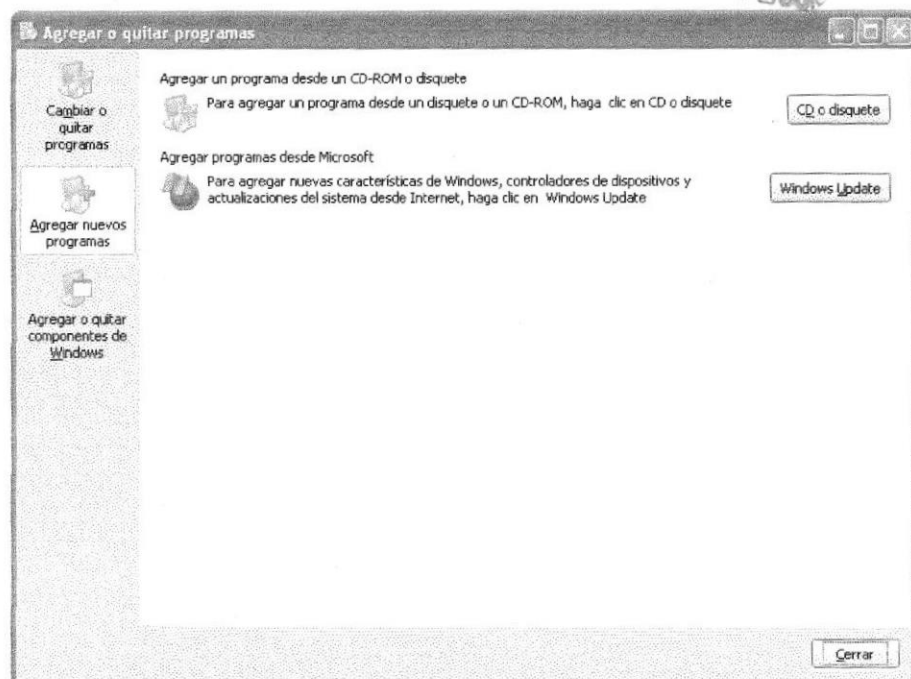 Agregar o quitar programas
Cambiar o
quitar
programas
Agregar nuevos
programas
Agregar o quitar
componentes de
Windows
Agregar un programa desde un CD-ROM o disquete
Para agregar un programa desde un disquete o un CD-ROM, haga clic en CD o disquete
CD o disquete
Agregar programas desde Microsoft
Para agregar nuevas características de Windows, controladores de dispositivos y
actualizaciones del sistema desde Internet, haga clic en Windows Update
Windows Update
Cerrar